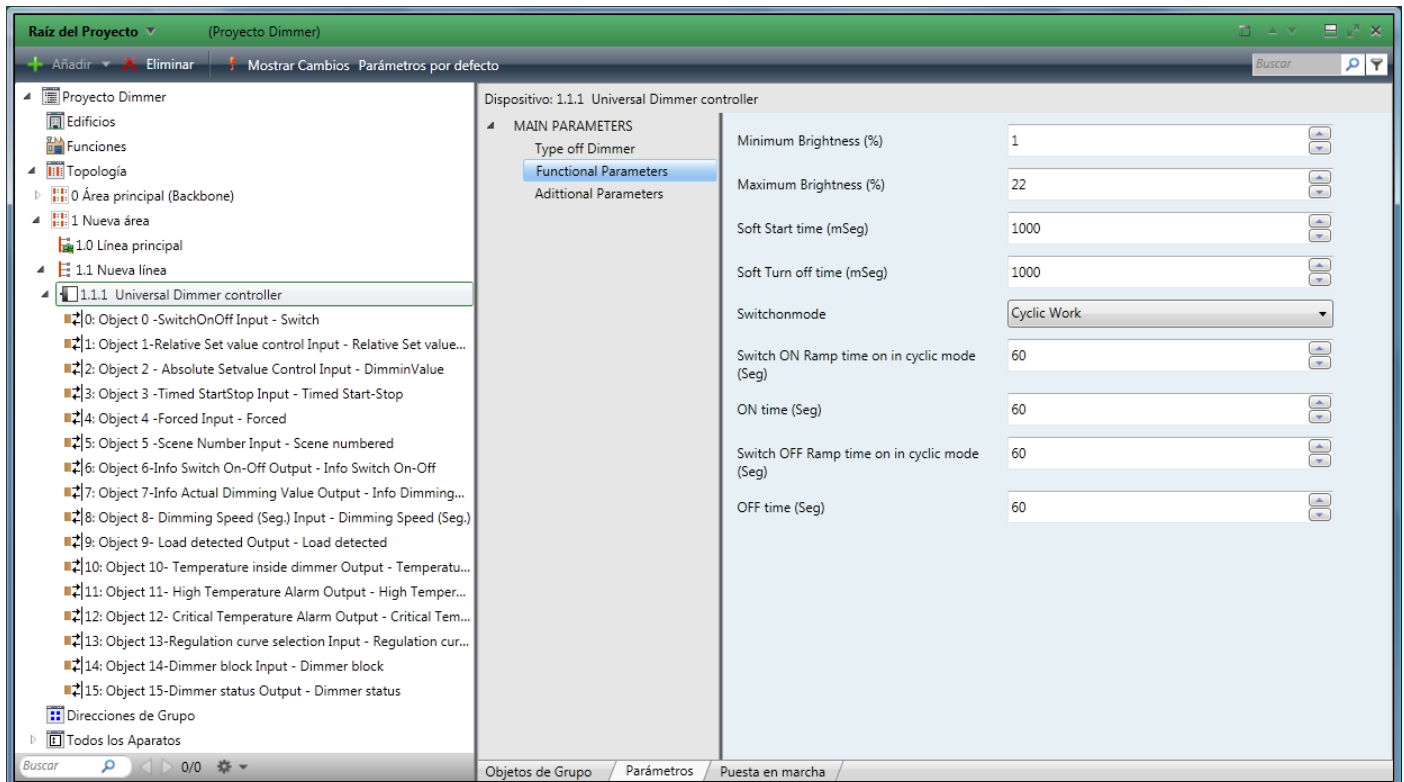 Raíz del Proyecto (Proyecto Dimmer)
Añadir Eliminar Mostrar Cambios Parámetros por defecto Buscar
Proyecto Dimmer
Edificios
Funciones
Topología
0 Área principal (Backbone)
1 Nueva área
1.0 Línea principal
1.1 Nueva línea
1.1.1 Universal Dimmer controller
0: Object 0 -SwitchOnOff Input - Switch
1: Object 1-Relative Set value control Input - Relative Set value...
2: Object 2 - Absolute Setvalue Control Input - DimminValue
3: Object 3 -Timed StartStop Input - Timed Start-Stop
4: Object 4 -Forced Input - Forced
5: Object 5 -Scene Number Input - Scene numbered
6: Object 6-Info Switch On-Off Output - Info Switch On-Off
7: Object 7-Info Actual Dimming Value Output - Info Dimming...
8: Object 8- Dimming Speed (Seg.) Input - Dimming Speed (Seg.)
9: Object 9- Load detected Output - Load detected
10: Object 10- Temperature inside dimmer Output - Temperatu...
11: Object 11- High Temperature Alarm Output - High Temper...
12: Object 12- Critical Temperature Alarm Output - Critical Tem...
13: Object 13-Regulation curve selection Input - Regulation cur...
14: Object 14-Dimmer block Input - Dimmer block
15: Object 15-Dimmer status Output - Dimmer status
Direcciones de Grupo
Todos los Aparatos
Buscar 0/0
Dispositivo: 1.1.1 Universal Dimmer controller
MAIN PARAMETERS
Type off Dimmer
Functional Parameters
Adittional Parameters
Minimum Brightness (%) 1
Maximum Brightness (%) 22
Soft Start time (mSeg) 1000
Soft Turn off time (mSeg) 1000
Switchonmode Cyclic Work
Switch ON Ramp time on in cyclic mode 60
(Seg)
ON time (Seg) 60
Switch OFF Ramp time on in cyclic mode 60
(Seg)
OFF time (Seg) 60
Objetos de Grupo Parámetros Puesta en marcha